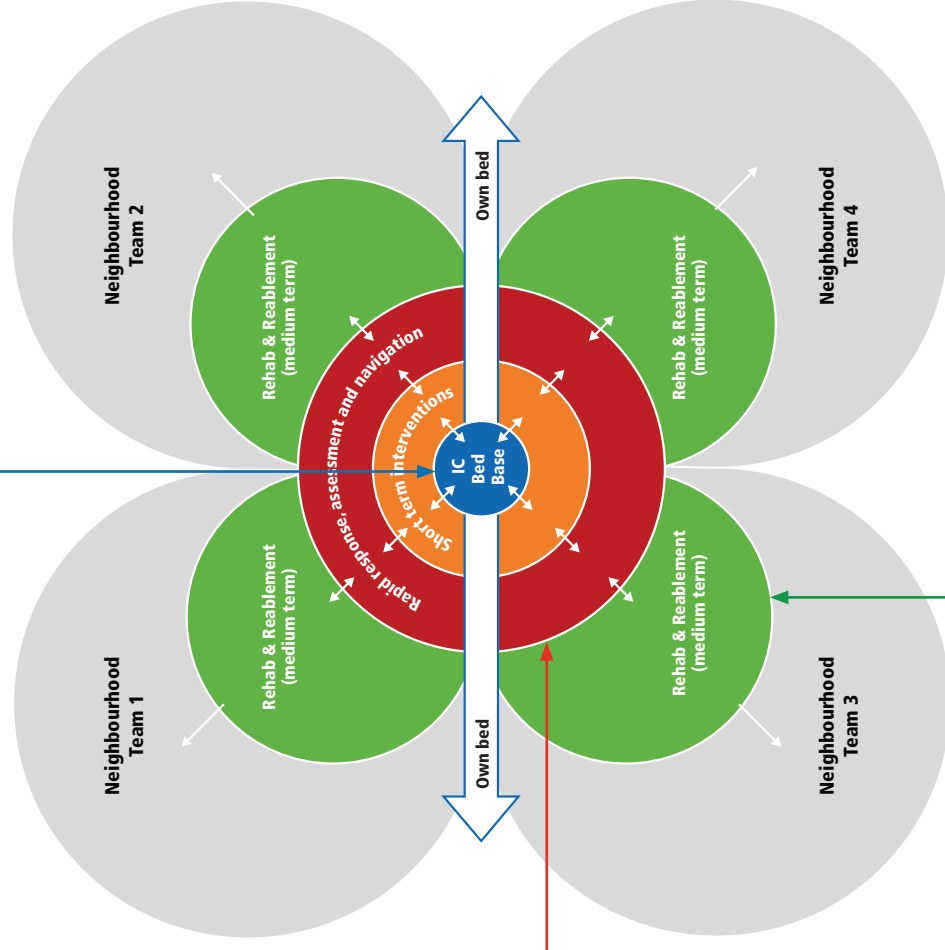 Neighbourhood
Team 1
Neighbourhood
Team 2
Rehab & Reablement
(medium term)
Rehab & Reablement
(medium term)
Rapid response, assessment and navigation
Short term interventions
Own bed
IC
Bed
Base
Own bed
Rehab & Reablement
(medium term)
Rehab & Reablement
(medium term)
Neighbourhood
Team 3
Neighbourhood
Team 4